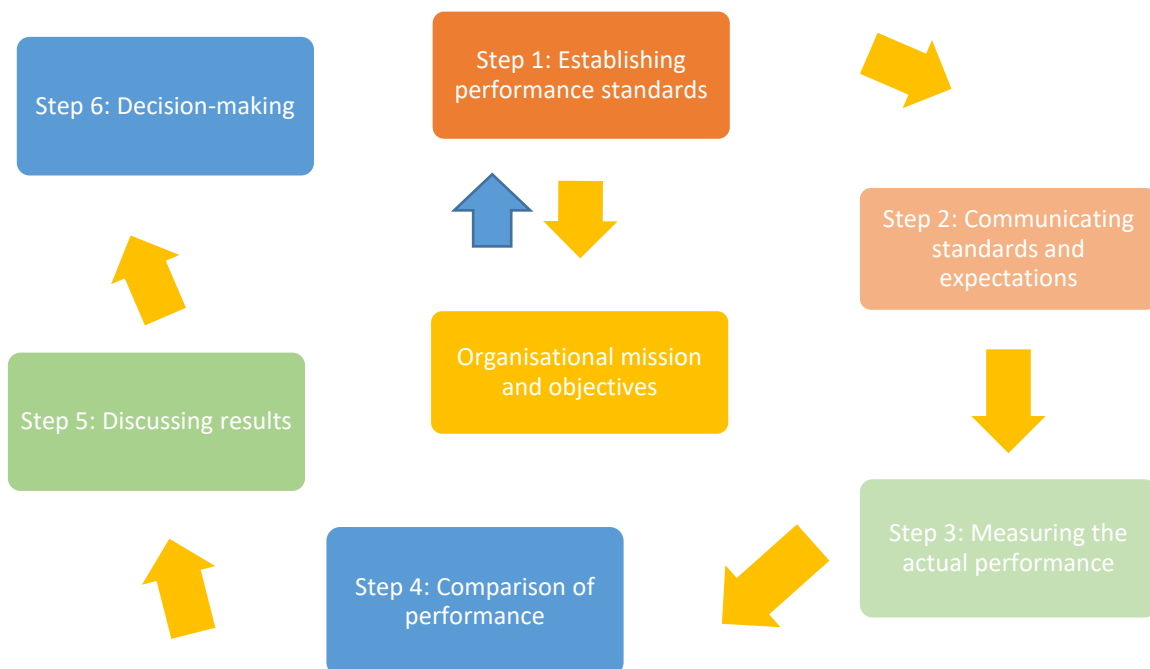 Step 1: Establishing
performance standards
Step 2: Communicating
standards and
expectations
Step 3: Measuring the
actual performance
Step 4: Comparison of
performance
Step 5: Discussing results
Step 6: Decision-making
Organisational mission
and objectives